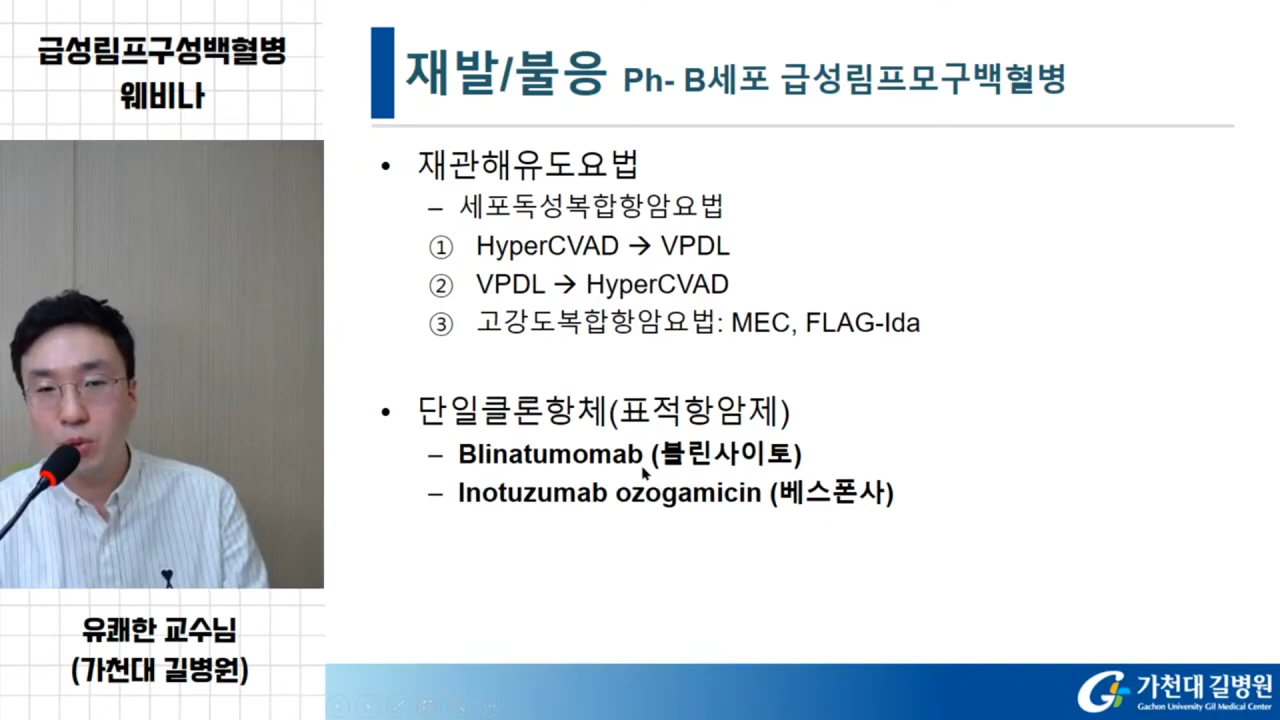 급성림프구성백혈병
웨비나
유쾌한 교수님
(가천대 길병원)
재발/불응 Ph- B세포 급성림프모구백혈병
• 재관해유도요법
– 세포독성복합항암요법
① HyperCVAD → VPDL
② VPDL → HyperCVAD
③ 고강도복합항암요법: MEC, FLAG-Ida
• 단일클론항체(표적항암제)
– Blinatumomab (블린사이토)
– Inotuzumab ozogamicin (베스폰사)
가천대 길병원
Gachon University Gil Medical Center